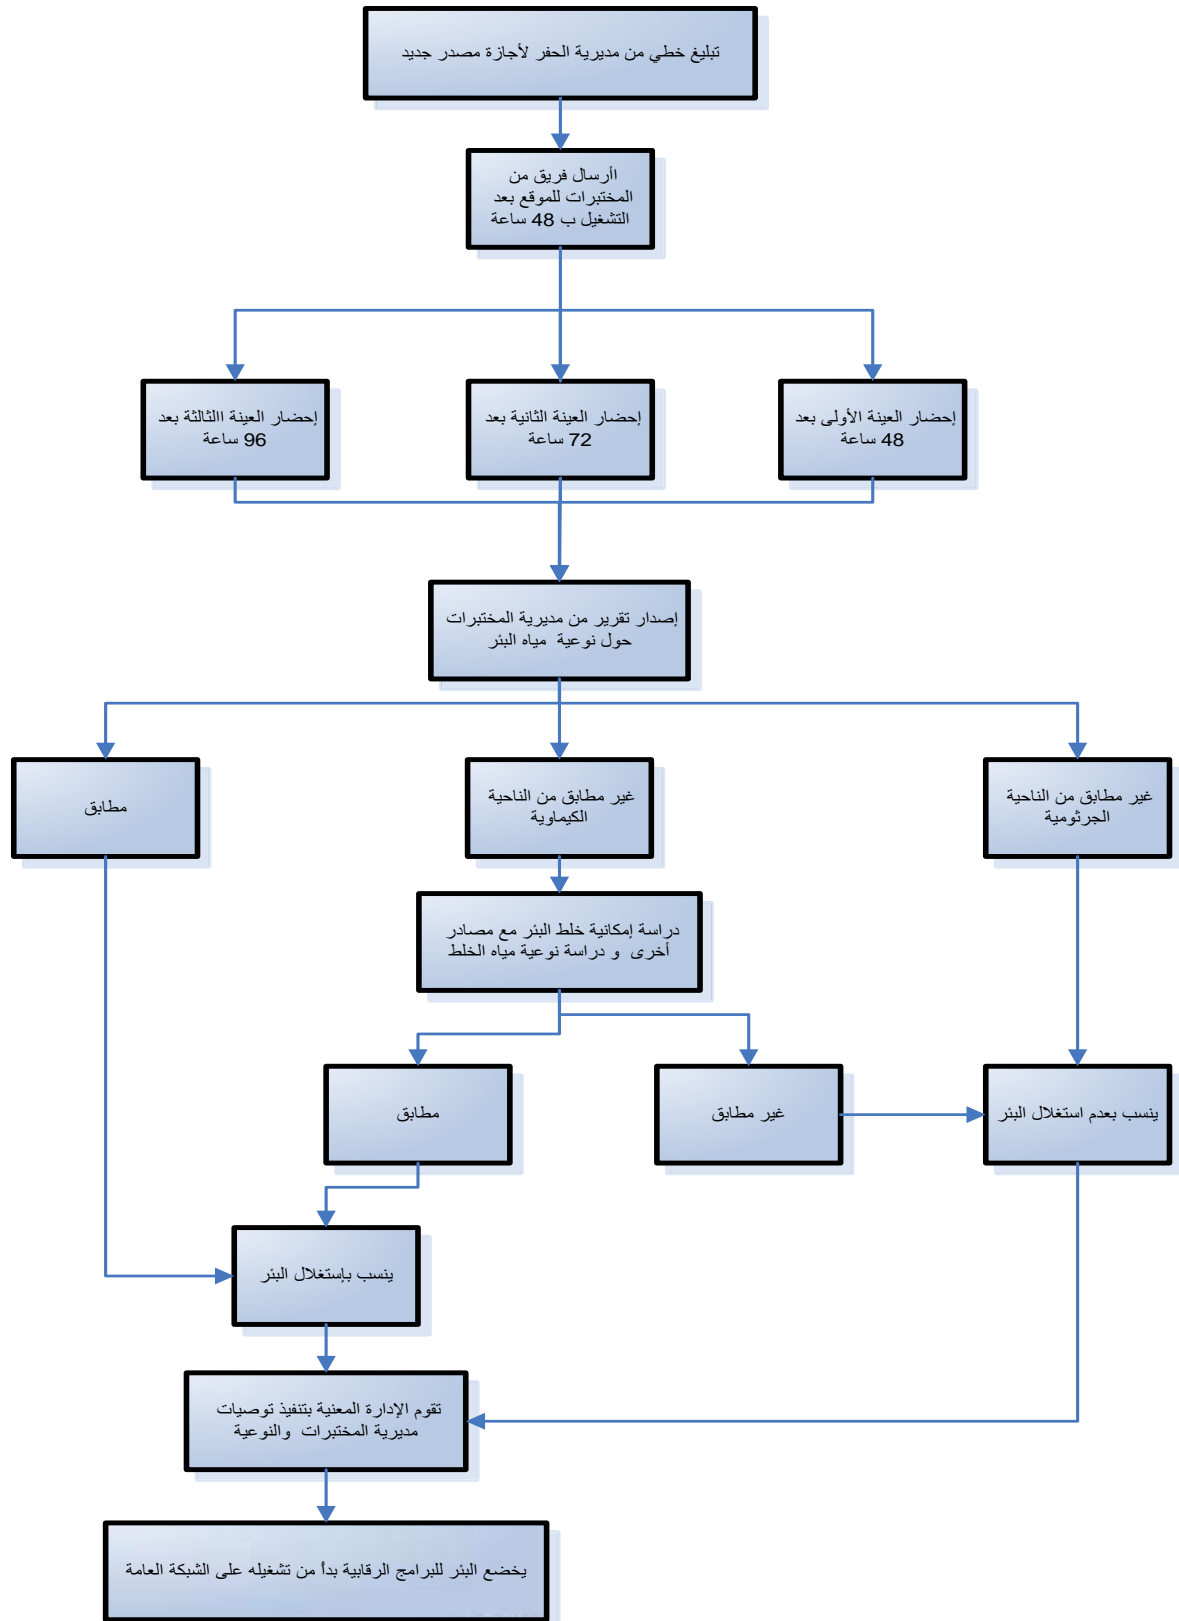 تبليغ خطي من مديرية الحفر لأجازة مصدر جديد
اأرسال فريق من
المختبرات للموقع بعد
التشغيل ب 48 ساعة
إحضار العينة الأولى بعد
48 ساعة
إحضار العينة الثانية بعد
72 ساعة
إحضار العينة االثالثة بعد
96 ساعة
إصدار تقرير من مديرية المختبرات
حول نوعية مياه البئر
غير مطابق من الناحية
الجرثومية
غير مطابق من الناحية
الكيماوية
مطابق
دراسة إمكانية خلط البئر مع مصادر
أخرى و دراسة نوعية مياه الخلط
ينسب بعدم استغلال البئر
غير مطابق
مطابق
ينسب بإستغلال البئر
تقوم الإدارة المعنية بتنفيذ توصيات
مديرية المختبرات والنوعية
يخضع البئر للبرامج الرقابية بدأ من تشغيله على الشبكة العامة